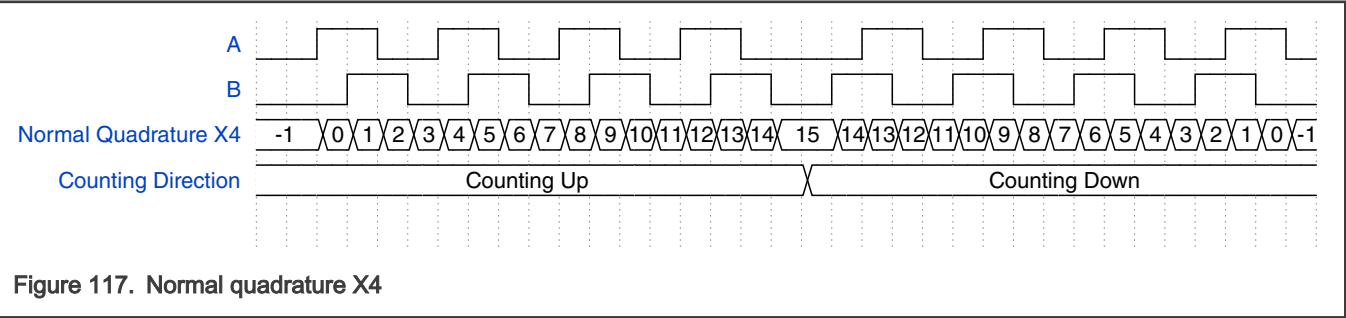 A
B
Normal Quadrature X4 -1 0 1 2 3 4 5 6 7 8 9 10 11 12 13 14 15 14 13 12 11 10 9 8 7 6 5 4 3 2 1 0 -1
Counting Direction Counting Up Counting Down
Figure 117. Normal quadrature X4